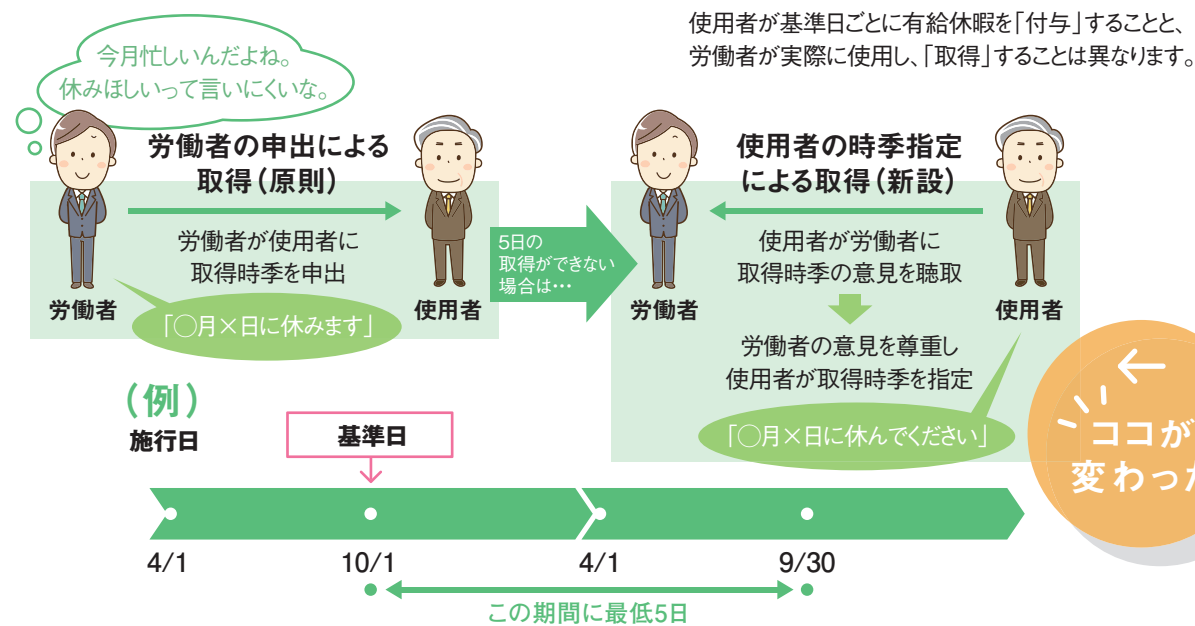 使用者が基準日ごとに有給休暇を「付与」することと、
労働者が実際に使用し、「取得」することは異なります。
今月忙しいんだよね。
休みほしいって言いにくいな。
労働者の申出による
取得(原則)
労働者が使用者に
取得時季を申出
労働者
使用者
「○月×日に休みます」
5日の
取得ができない
場合は…
使用者の時季指定
による取得(新設)
使用者が労働者に
取得時季の意見を聴取
労働者
使用者
労働者の意見を尊重し
使用者が取得時季を指定
「○月×日に休んでください」
ココが
変わった
(例)
施行日
基準日
4/1
10/1
4/1
9/30
この期間に最低5日